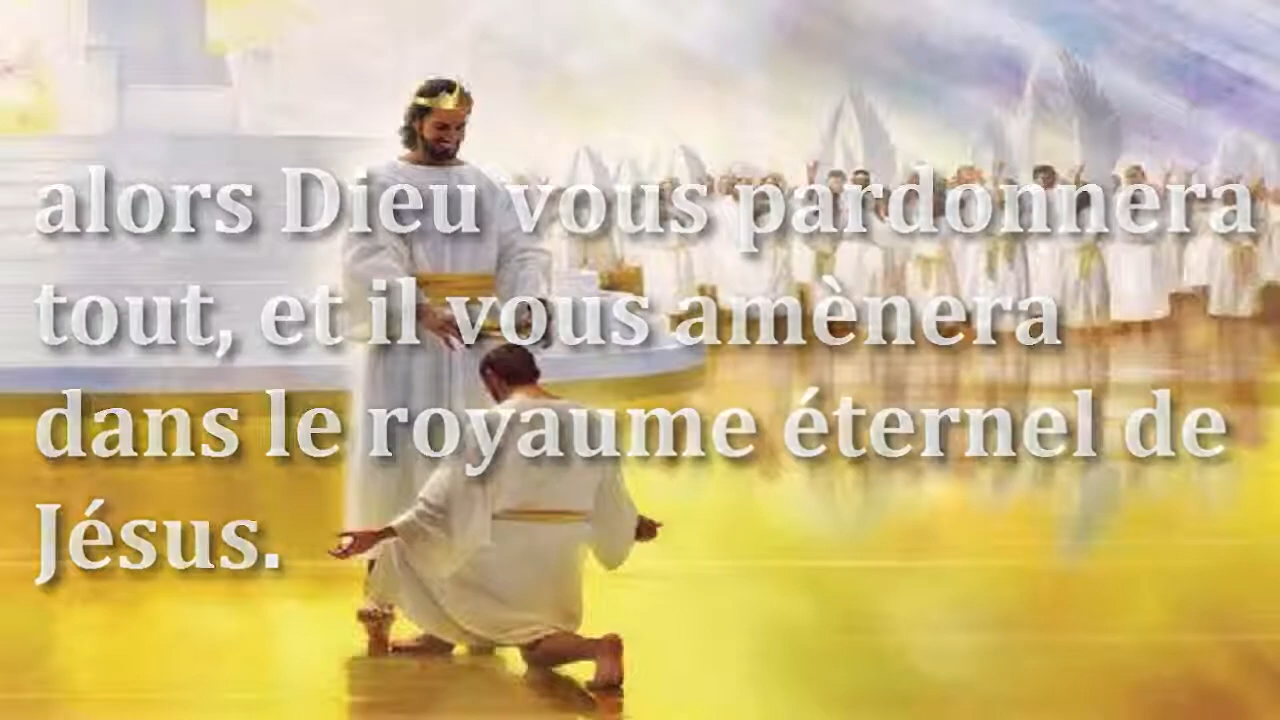 alors Dieu vous pardonnera
tout, et il vous amènera
dans le royaume éternel de
Jésus.